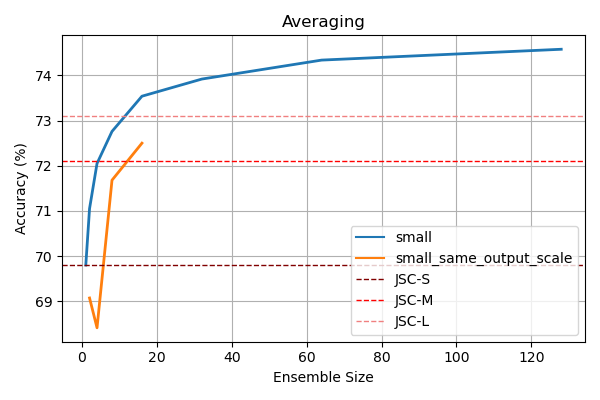 Averaging
Accuracy (%)
74
73
72
71
70
69
0 20 40 60 80 100 120
Ensemble Size
small
small_same_output_scale
JSC-S
JSC-M
JSC-L